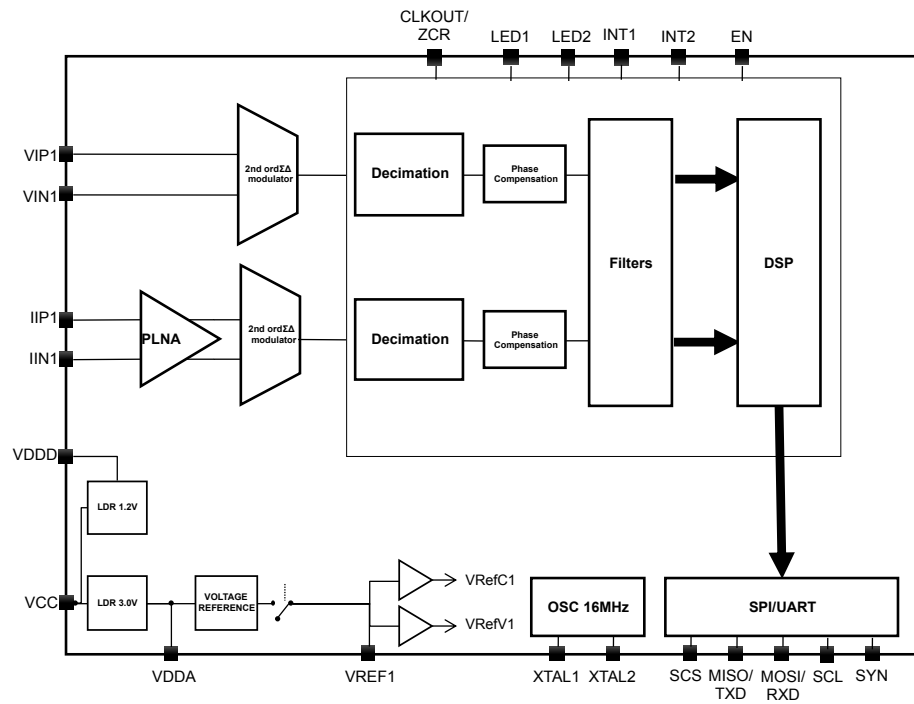 CLKOUT/
ZCR
LED1
LED2
INT1
INT2
EN
VIP1
VIN1
2nd ordΣΔ
modulator
Decimation
Phase
Compensation
Filters
DSP
IIP1
IIN1
PLNA
2nd ordΣΔ
modulator
Decimation
Phase
Compensation
VDDD
LDR 1.2V
VCC
LDR 3.0V
VOLTAGE
REFERENCE
VRefC1
VRefV1
OSC 16MHz
SPI/UART
VDDA
VREF1
XTAL1
XTAL2
SCS
MISO/
TXD
MOSI/
RXD
SCL
SYN